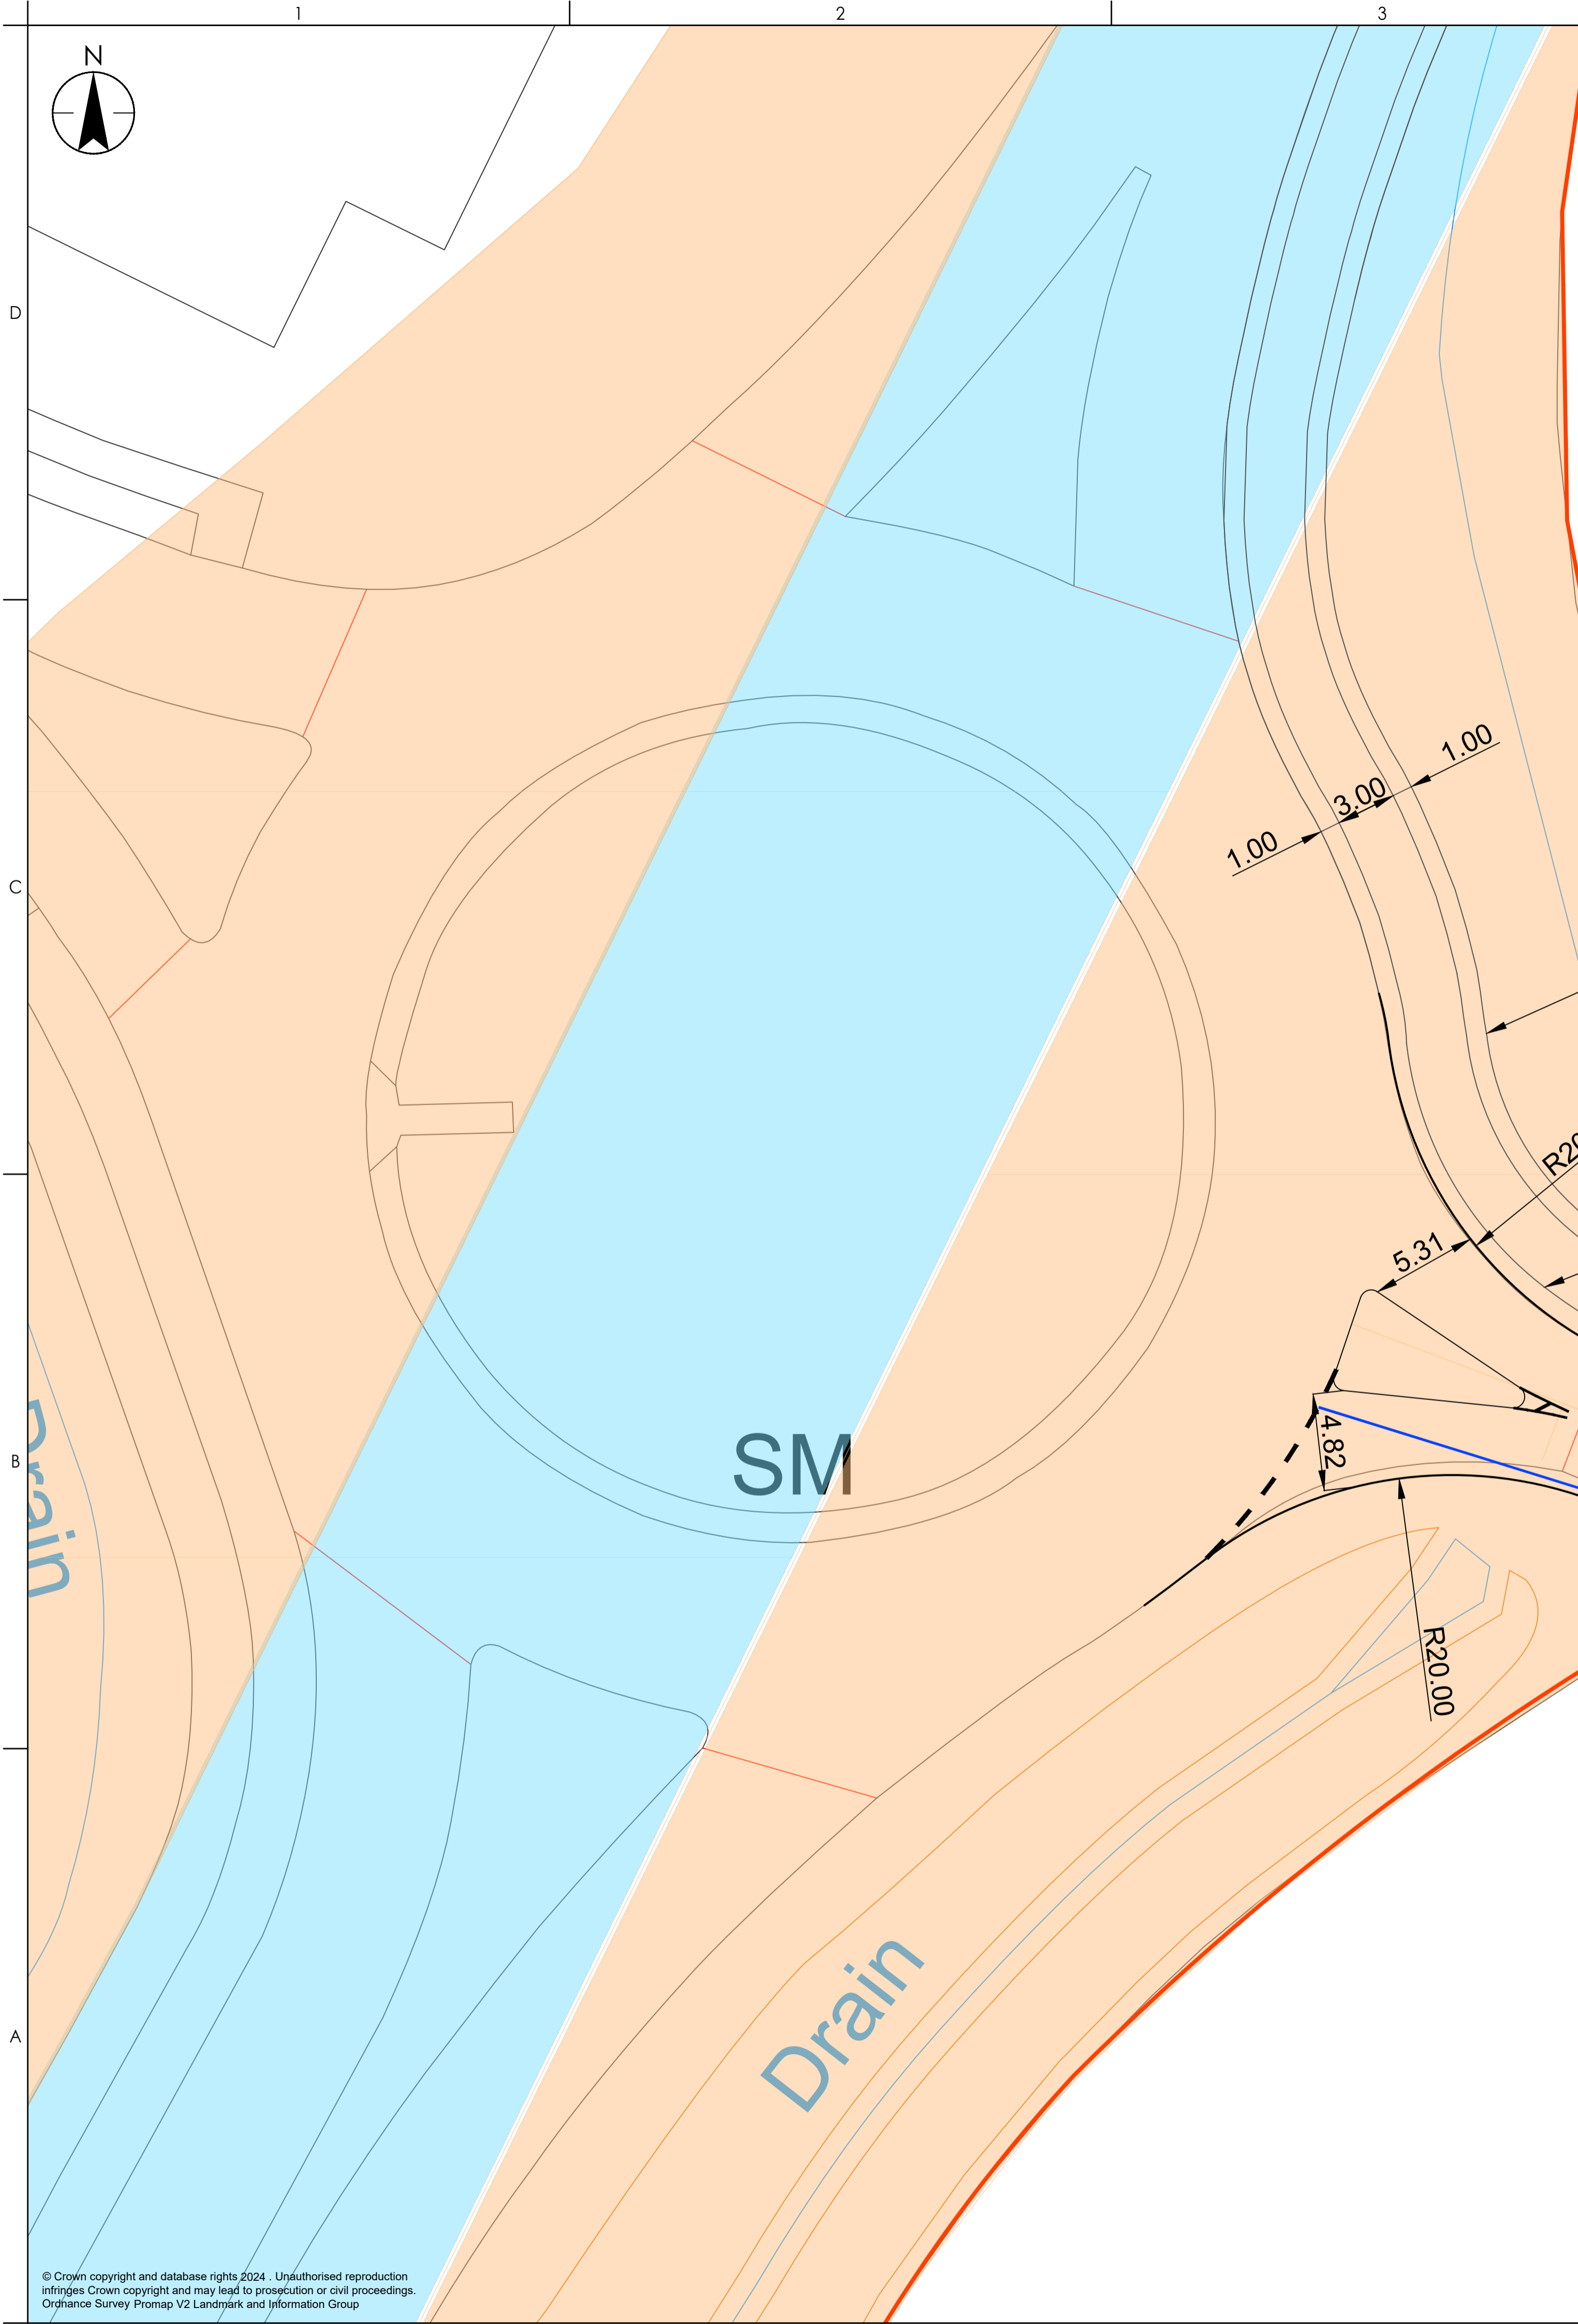 1
2
3
N
D
C
B
A
1.00
3.00
1.00
5.31
4.82
R20.00
SM
Drain
Drain
© Crown copyright and database rights 2024 . Unauthorised reproduction
infringes Crown copyright and may lead to prosecution or civil proceedings.
Ordnance Survey Promap V2 Landmark and Information Group